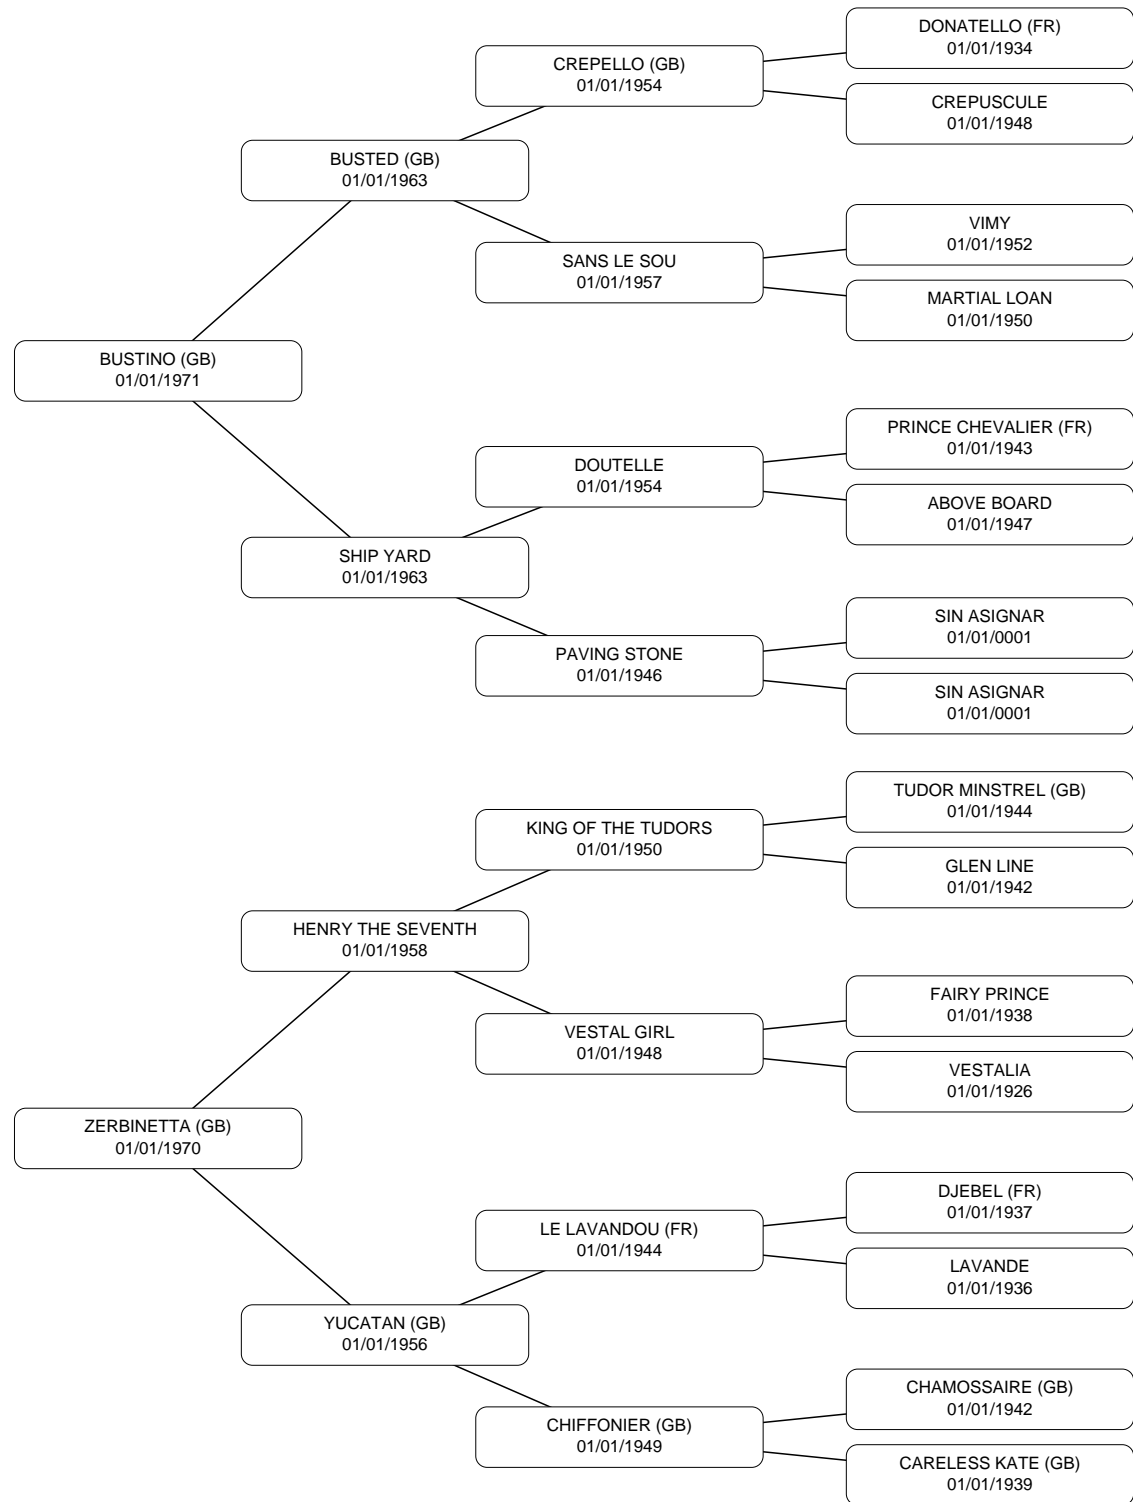 DONATELLO (FR)
01/01/1934
CREPELLO (GB)
01/01/1954
CREPUSCULE
01/01/1948
BUSTED (GB)
01/01/1963
VIMY
01/01/1952
SANS LE SOU
01/01/1957
MARTIAL LOAN
01/01/1950
BUSTINO (GB)
01/01/1971
PRINCE CHEVALIER (FR)
01/01/1943
DOUTELLE
01/01/1954
ABOVE BOARD
01/01/1947
SHIP YARD
01/01/1963
SIN ASIGNAR
01/01/0001
PAVING STONE
01/01/1946
SIN ASIGNAR
01/01/0001
TUDOR MINSTREL (GB)
01/01/1944
KING OF THE TUDORS
01/01/1950
GLEN LINE
01/01/1942
HENRY THE SEVENTH
01/01/1958
FAIRY PRINCE
01/01/1938
VESTAL GIRL
01/01/1948
VESTALIA
01/01/1926
ZERBINETTA (GB)
01/01/1970
DJEBEL (FR)
01/01/1937
LE LAVANDOU (FR)
01/01/1944
LAVANDE
01/01/1936
YUCATAN (GB)
01/01/1956
CHAMOSSAIRE (GB)
01/01/1942
CHIFFONIER (GB)
01/01/1949
CARELESS KATE (GB)
01/01/1939